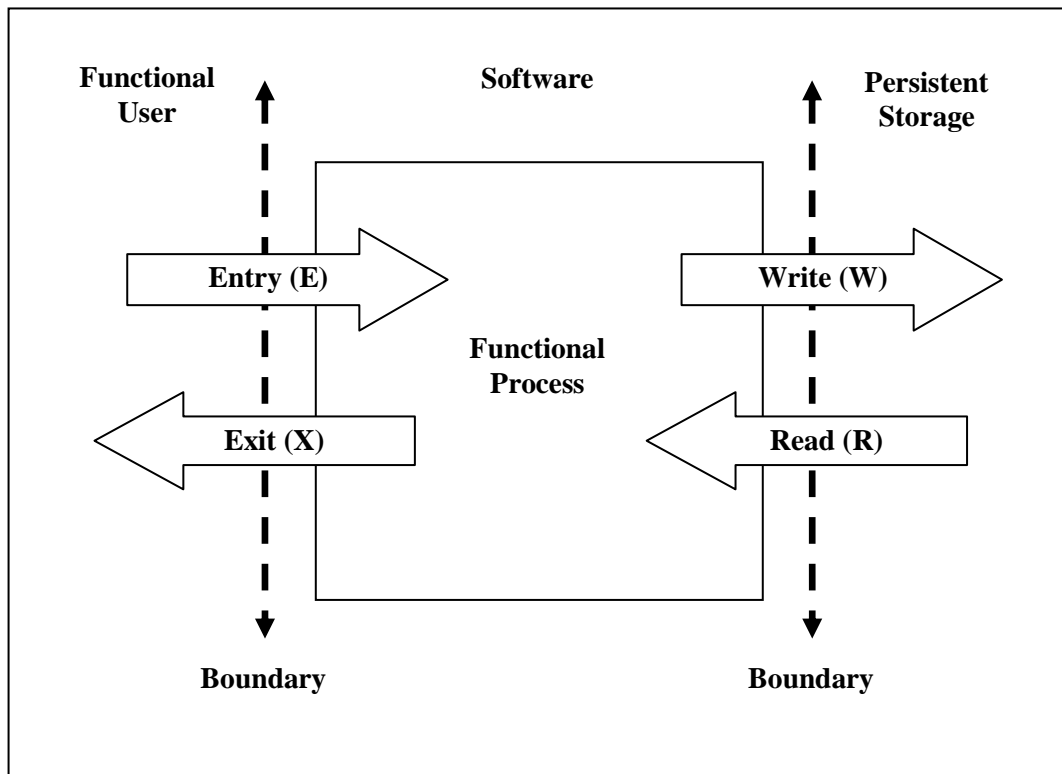 Functional
User
Software
Persistent
Storage
Entry (E)
Write (W)
Functional
Process
Exit (X)
Read (R)
Boundary
Boundary